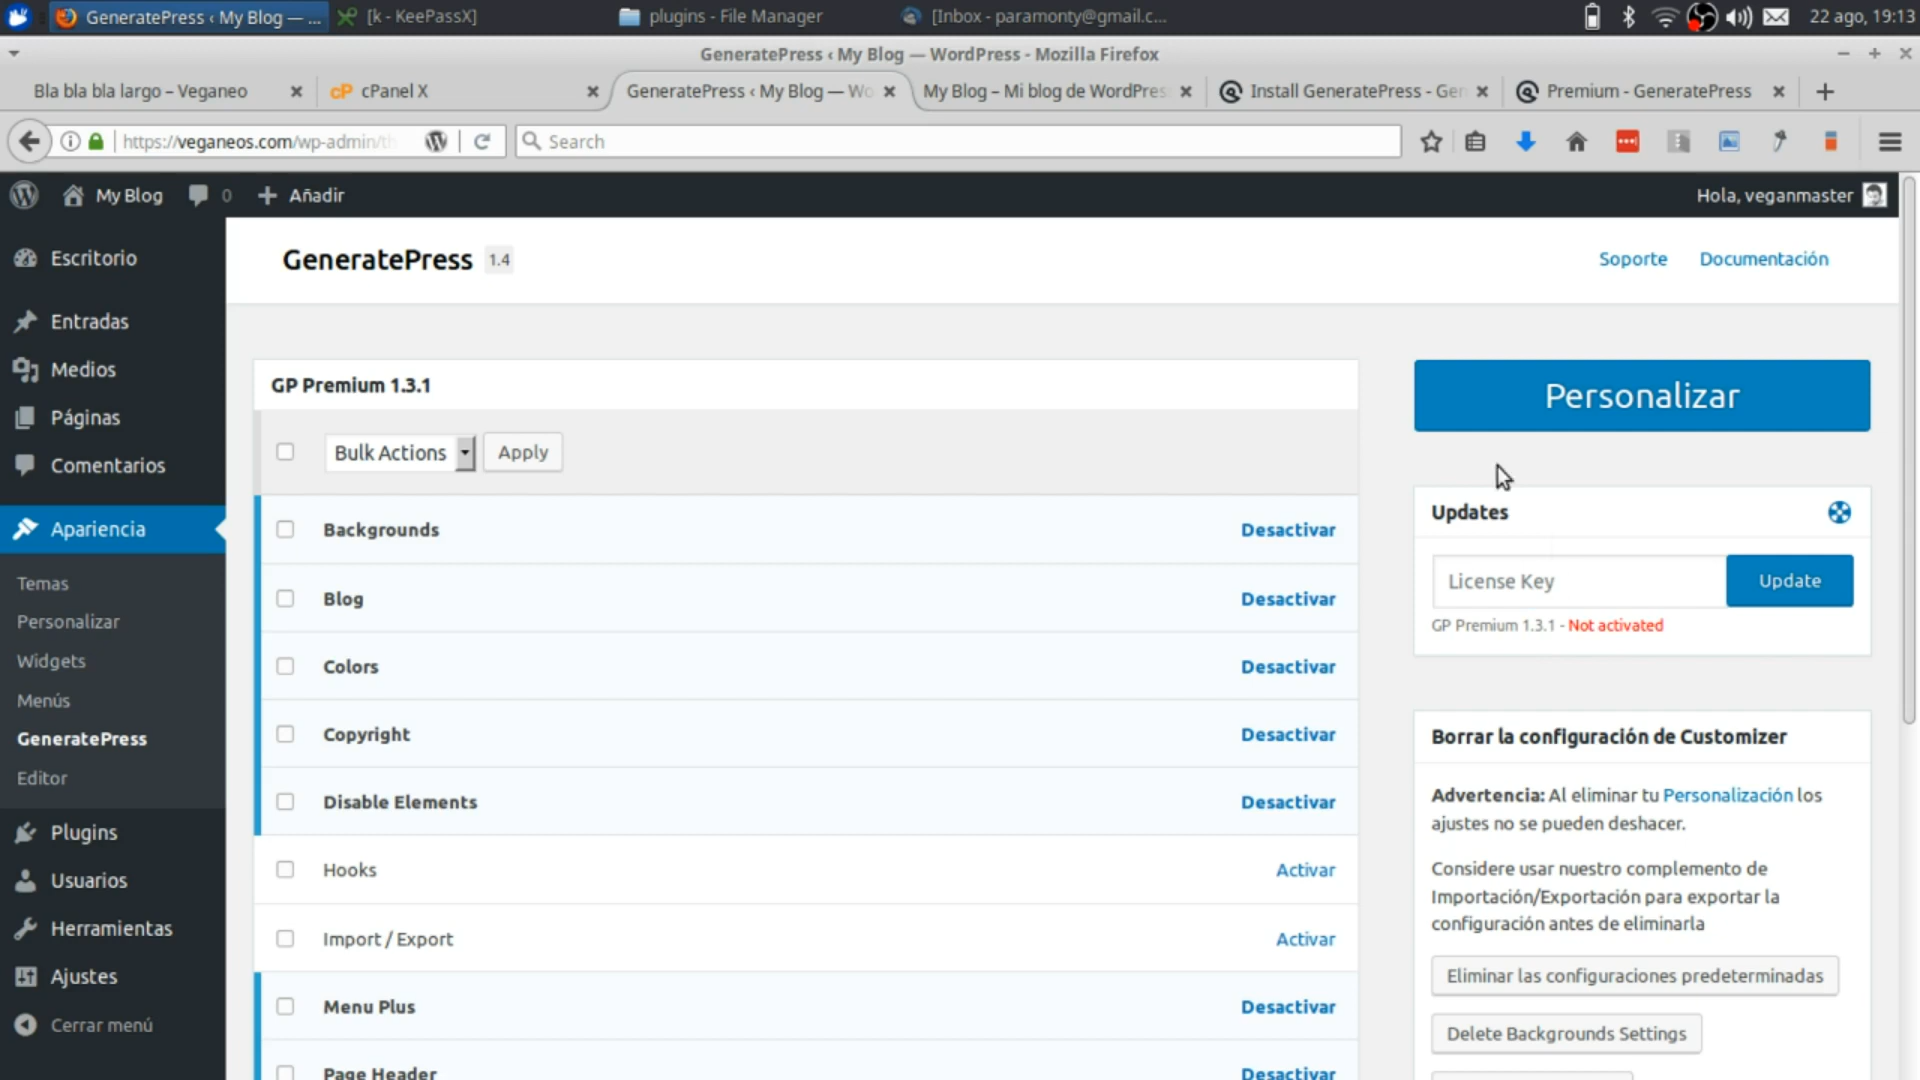 GeneratePress ‹ My Blog — ...
[k - KeePassX]
plugins - File Manager
[Inbox - paramonty@gmail.c...
22 ago, 19:13
GeneratePress ‹ My Blog — WordPress - Mozilla Firefox
Bla bla bla largo – Veganeo
cP cPanel X
GeneratePress ‹ My Blog — Wo
My Blog – Mi blog de WordPres
Install GeneratePress - Gen
Premium - GeneratePress
https://veganeos.com/wp-admin/th
Search
My Blog
0
Añadir
Hola, veganmaster
Escritorio
Entradas
Medios
Páginas
Comentarios
Apariencia
Temas
Personalizar
Widgets
Menús
GeneratePress
Editor
Plugins
Usuarios
Herramientas
Ajustes
Cerrar menú
GeneratePress 1.4
Soporte
Documentación
GP Premium 1.3.1
Bulk Actions
Apply
Backgrounds Desactivar
Blog Desactivar
Colors Desactivar
Copyright Desactivar
Disable Elements Desactivar
Hooks Activar
Import / Export Activar
Menu Plus Desactivar
Page Header Desactivar
Personalizar
Updates
License Key
Update
GP Premium 1.3.1 - Not activated
Borrar la configuración de Customizer
Advertencia: Al eliminar tu Personalización los
ajustes no se pueden deshacer.
Considere usar nuestro complemento de
Importación/Exportación para exportar la
configuración antes de eliminarla
Eliminar las configuraciones predeterminadas
Delete Backgrounds Settings